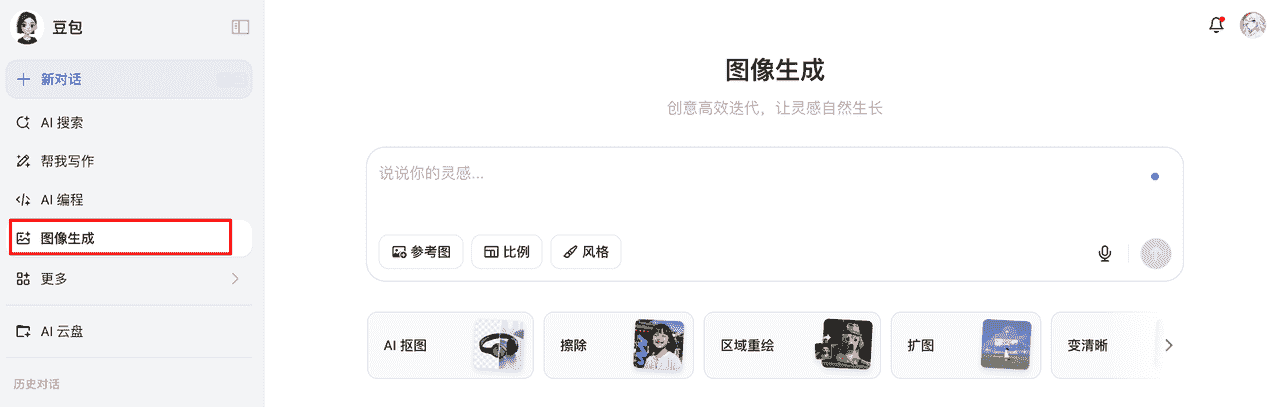 豆包
新对话
AI 搜索
帮我写作
AI 编程
图像生成
更多
AI 云盘
历史对话
图像生成
创意高效迭代，让灵感自然生长
说说你的灵感...
参考图
比例
风格
AI 抠图
擦除
区域重绘
扩图
变清晰